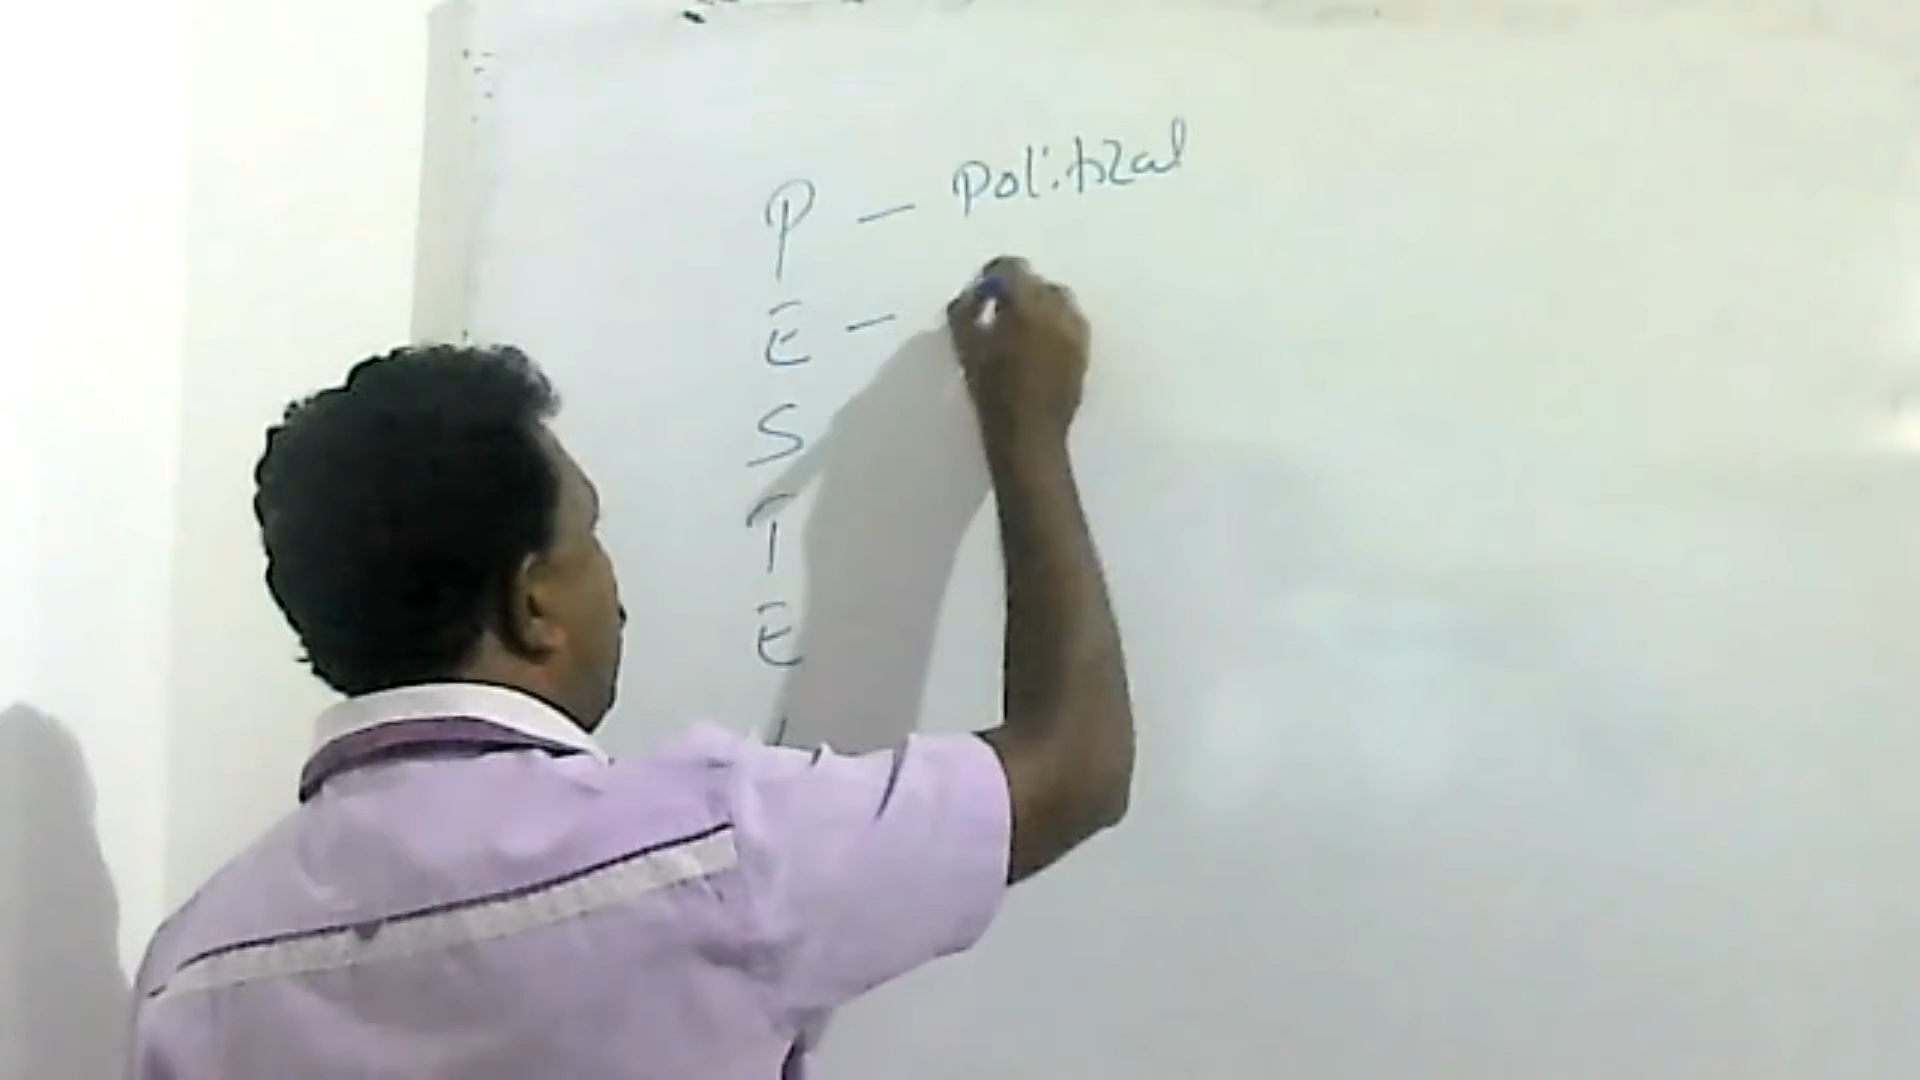 P — Political
E —
S
T
E